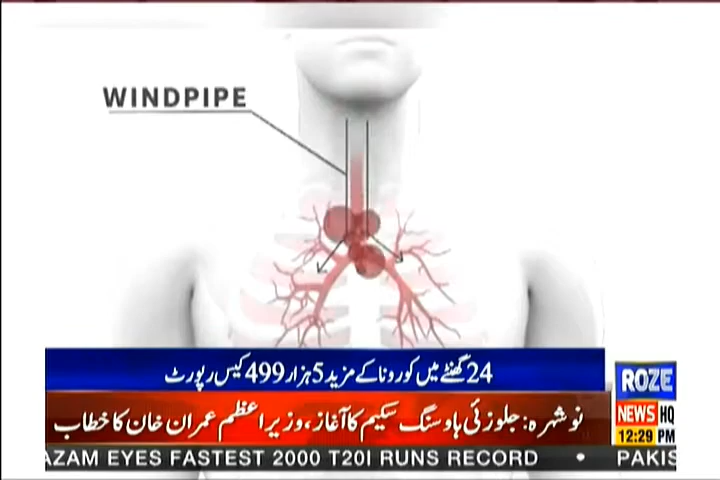 WINDPIPE
24 گھنٹے میں کورونا کے مزید 5 ہزار 499 کیس رپورٹ
ROZE
نوشہرہ: جلوزئی ہاوسنگ سکیم کا آغاز، وزیراعظم عمران خان کا خطاب
NEWS HQ
12:29 PM
AZAM EYES FASTEST 2000 T20I RUNS RECORD • PAKIS